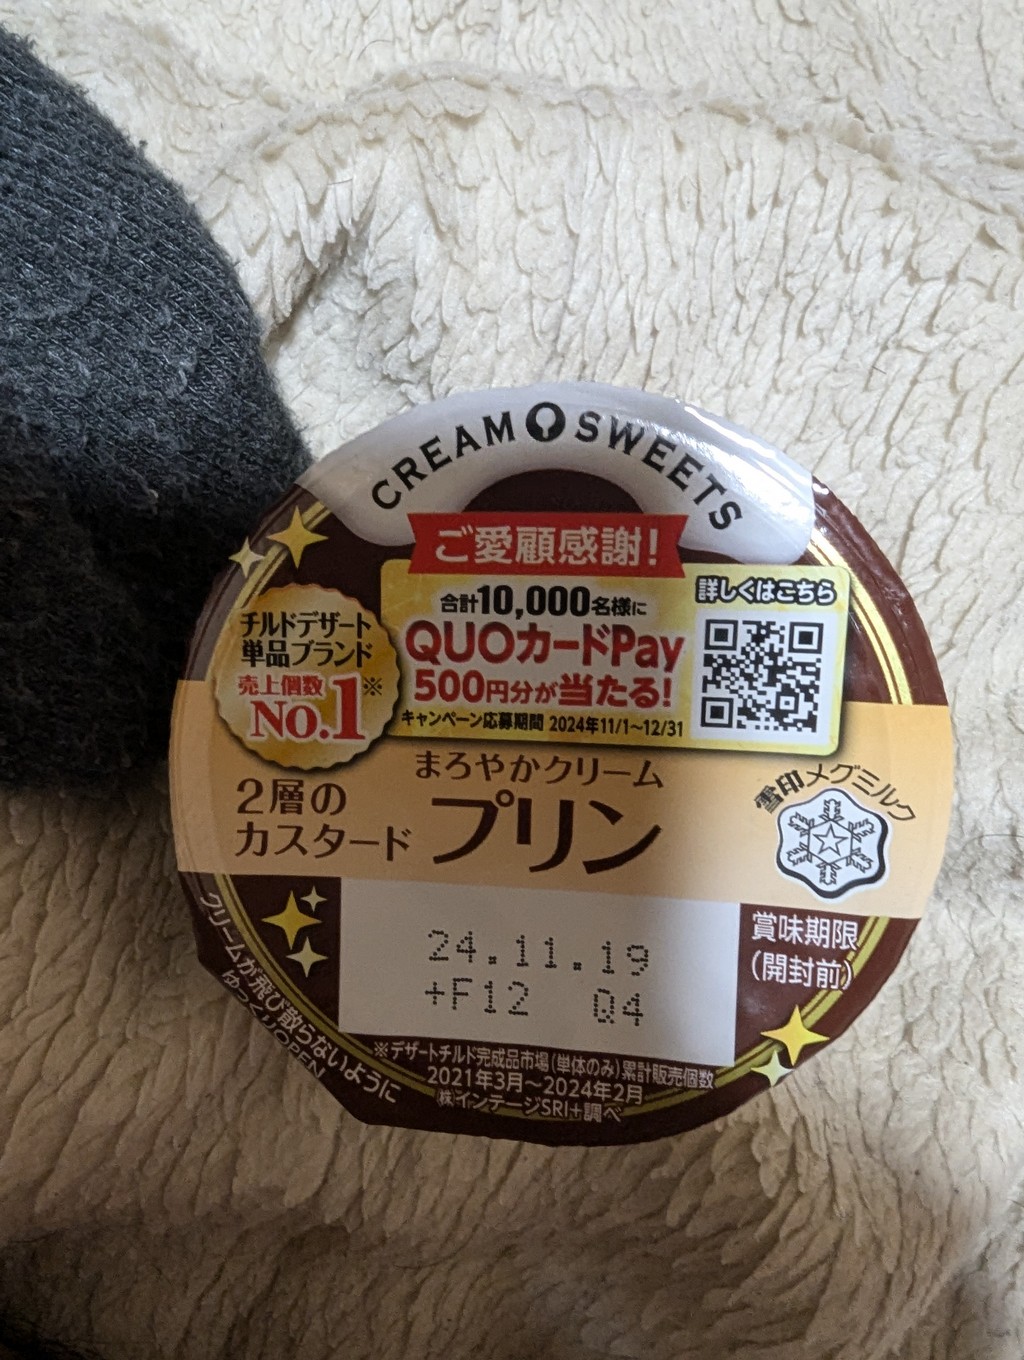 CREAM SWEETS
ご愛顧感謝!
合計10,000名様に
QUOカードPay
500円分が当たる!
キャンペーン応募期間 2024年11/1~12/31
詳しくはこちら
チルドデザート
単品ブランド
売上個数
No.1※
まろやかクリーム
2層の
カスタード
プリン
雪印メグミルク
24.11.19
+F12 Q4
賞味期限
(開封前)
クリームが飛び散らないように
ゆっくりOPEN
※デザートチルド完成品市場(単体のみ)累計販売個数
2021年3月~2024年2月
㈱インテージSRI+調べ